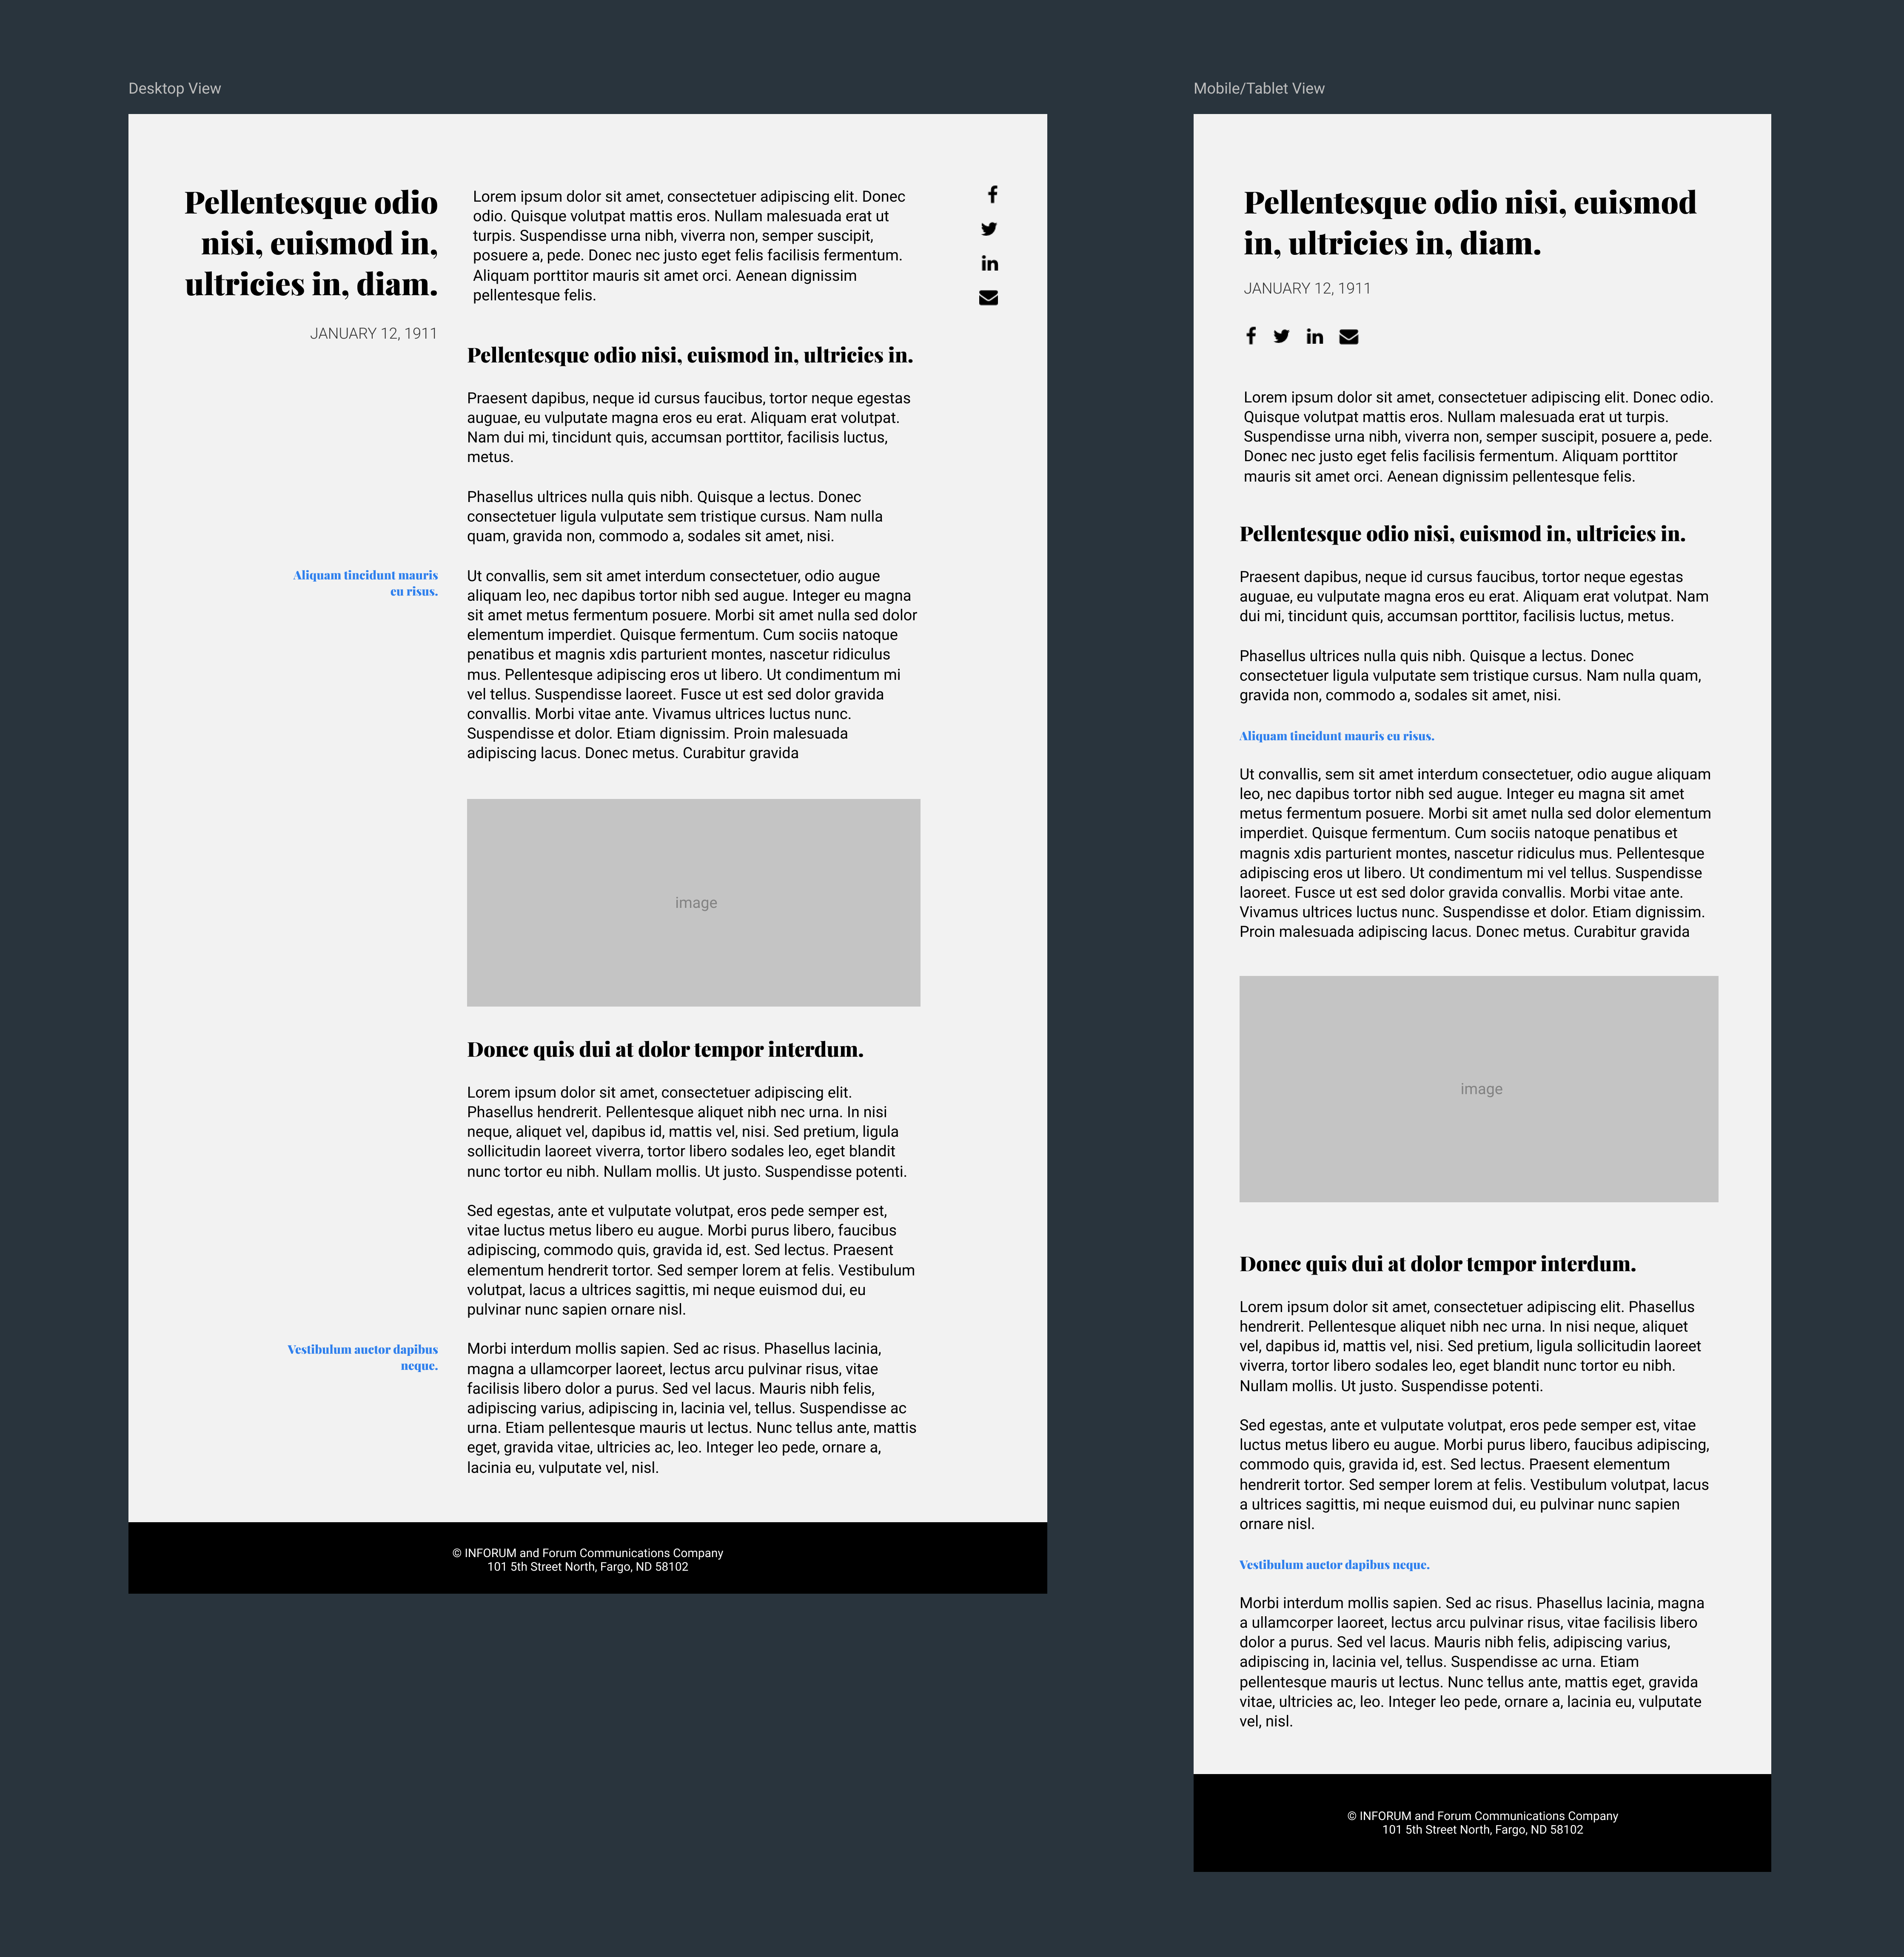 Desktop View
Pellentesque odio
nisi, euismod in,
ultricies in, diam.
JANUARY 12, 1911
Lorem ipsum dolor sit amet, consectetuer adipiscing elit. Donec
odio. Quisque volutpat mattis eros. Nullam malesuada erat ut
turpis. Suspendisse urna nibh, viverra non, semper suscipit,
posuere a, pede. Donec nec justo eget felis facilisis fermentum.
Aliquam porttitor mauris sit amet orci. Aenean dignissim
pellentesque felis.
Pellentesque odio nisi, euismod in, ultricies in.
Praesent dapibus, neque id cursus faucibus, tortor neque egestas
auguae, eu vulputate magna eros eu erat. Aliquam erat volutpat.
Nam dui mi, tincidunt quis, accumsan porttitor, facilisis luctus,
metus.
Phasellus ultrices nulla quis nibh. Quisque a lectus. Donec
consectetuer ligula vulputate sem tristique cursus. Nam nulla
quam, gravida non, commodo a, sodales sit amet, nisi.
Aliquam tincidunt mauris
eu risus.
Ut convallis, sem sit amet interdum consectetuer, odio augue
aliquam leo, nec dapibus tortor nibh sed augue. Integer eu magna
sit amet metus fermentum posuere. Morbi sit amet nulla sed dolor
elementum imperdiet. Quisque fermentum. Cum sociis natoque
penatibus et magnis xdis parturient montes, nascetur ridiculus
mus. Pellentesque adipiscing eros ut libero. Ut condimentum mi
vel tellus. Suspendisse laoreet. Fusce ut est sed dolor gravida
convallis. Morbi vitae ante. Vivamus ultrices luctus nunc.
Suspendisse et dolor. Etiam dignissim. Proin malesuada
adipiscing lacus. Donec metus. Curabitur gravida
image
Donec quis dui at dolor tempor interdum.
Lorem ipsum dolor sit amet, consectetuer adipiscing elit.
Phasellus hendrerit. Pellentesque aliquet nibh nec urna. In nisi
neque, aliquet vel, dapibus id, mattis vel, nisi. Sed pretium, ligula
sollicitudin laoreet viverra, tortor libero sodales leo, eget blandit
nunc tortor eu nibh. Nullam mollis. Ut justo. Suspendisse potenti.
Sed egestas, ante et vulputate volutpat, eros pede semper est,
vitae luctus metus libero eu augue. Morbi purus libero, faucibus
adipiscing, commodo quis, gravida id, est. Sed lectus. Praesent
elementum hendrerit tortor. Sed semper lorem at felis. Vestibulum
volutpat, lacus a ultrices sagittis, mi neque euismod dui, eu
pulvinar nunc sapien ornare nisl.
Vestibulum auctor dapibus
neque.
Morbi interdum mollis sapien. Sed ac risus. Phasellus lacinia,
magna a ullamcorper laoreet, lectus arcu pulvinar risus, vitae
facilisis libero dolor a purus. Sed vel lacus. Mauris nibh felis,
adipiscing varius, adipiscing in, lacinia vel, tellus. Suspendisse ac
urna. Etiam pellentesque mauris ut lectus. Nunc tellus ante, mattis
eget, gravida vitae, ultricies ac, leo. Integer leo pede, ornare a,
lacinia eu, vulputate vel, nisl.
© INFORUM and Forum Communications Company
101 5th Street North, Fargo, ND 58102
Mobile/Tablet View
Pellentesque odio nisi, euismod
in, ultricies in, diam.
JANUARY 12, 1911
Lorem ipsum dolor sit amet, consectetuer adipiscing elit. Donec odio.
Quisque volutpat mattis eros. Nullam malesuada erat ut turpis.
Suspendisse urna nibh, viverra non, semper suscipit, posuere a, pede.
Donec nec justo eget felis facilisis fermentum. Aliquam porttitor
mauris sit amet orci. Aenean dignissim pellentesque felis.
Pellentesque odio nisi, euismod in, ultricies in.
Praesent dapibus, neque id cursus faucibus, tortor neque egestas
auguae, eu vulputate magna eros eu erat. Aliquam erat volutpat. Nam
dui mi, tincidunt quis, accumsan porttitor, facilisis luctus, metus.
Phasellus ultrices nulla quis nibh. Quisque a lectus. Donec
consectetuer ligula vulputate sem tristique cursus. Nam nulla quam,
gravida non, commodo a, sodales sit amet, nisi.
Aliquam tincidunt mauris eu risus.
Ut convallis, sem sit amet interdum consectetuer, odio augue aliquam
leo, nec dapibus tortor nibh sed augue. Integer eu magna sit amet
metus fermentum posuere. Morbi sit amet nulla sed dolor elementum
imperdiet. Quisque fermentum. Cum sociis natoque penatibus et
magnis xdis parturient montes, nascetur ridiculus mus. Pellentesque
adipiscing eros ut libero. Ut condimentum mi vel tellus. Suspendisse
laoreet. Fusce ut est sed dolor gravida convallis. Morbi vitae ante.
Vivamus ultrices luctus nunc. Suspendisse et dolor. Etiam dignissim.
Proin malesuada adipiscing lacus. Donec metus. Curabitur gravida
image
Donec quis dui at dolor tempor interdum.
Lorem ipsum dolor sit amet, consectetuer adipiscing elit. Phasellus
hendrerit. Pellentesque aliquet nibh nec urna. In nisi neque, aliquet
vel, dapibus id, mattis vel, nisi. Sed pretium, ligula sollicitudin laoreet
viverra, tortor libero sodales leo, eget blandit nunc tortor eu nibh.
Nullam mollis. Ut justo. Suspendisse potenti.
Sed egestas, ante et vulputate volutpat, eros pede semper est, vitae
luctus metus libero eu augue. Morbi purus libero, faucibus adipiscing,
commodo quis, gravida id, est. Sed lectus. Praesent elementum
hendrerit tortor. Sed semper lorem at felis. Vestibulum volutpat, lacus
a ultrices sagittis, mi neque euismod dui, eu pulvinar nunc sapien
ornare nisl.
Vestibulum auctor dapibus neque.
Morbi interdum mollis sapien. Sed ac risus. Phasellus lacinia, magna
a ullamcorper laoreet, lectus arcu pulvinar risus, vitae facilisis libero
dolor a purus. Sed vel lacus. Mauris nibh felis, adipiscing varius,
adipiscing in, lacinia vel, tellus. Suspendisse ac urna. Etiam
pellentesque mauris ut lectus. Nunc tellus ante, mattis eget, gravida
vitae, ultricies ac, leo. Integer leo pede, ornare a, lacinia eu, vulputate
vel, nisl.
© INFORUM and Forum Communications Company
101 5th Street North, Fargo, ND 58102